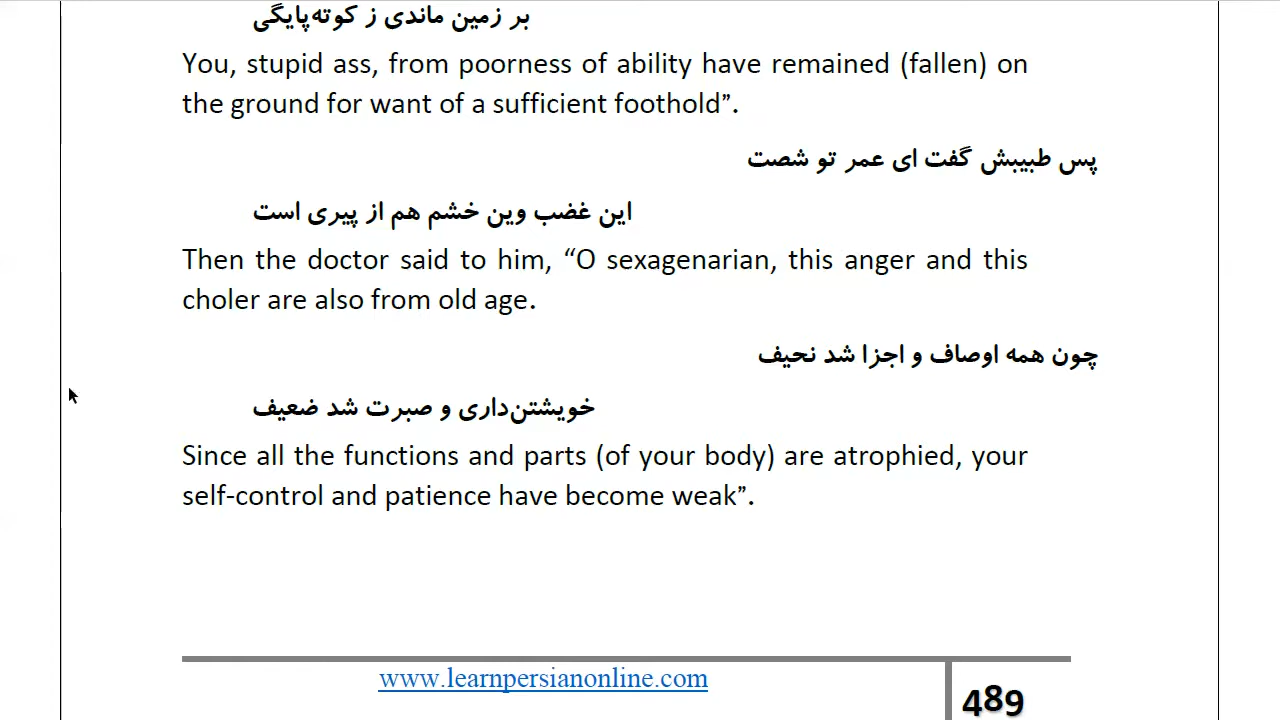 بر زمین ماندی ز کوته‌پایگی
You, stupid ass, from poorness of ability have remained (fallen) on
the ground for want of a sufficient foothold”.
پس طبیبش گفت ای عمر تو شصت
این غضب وین خشم هم از پیری است
Then the doctor said to him, “O sexagenarian, this anger and this
choler are also from old age.
چون همه اوصاف و اجزا شد نحیف
خویشتن‌داری و صبرت شد ضعیف
Since all the functions and parts (of your body) are atrophied, your
self-control and patience have become weak”.
www.learnpersianonline.com
489